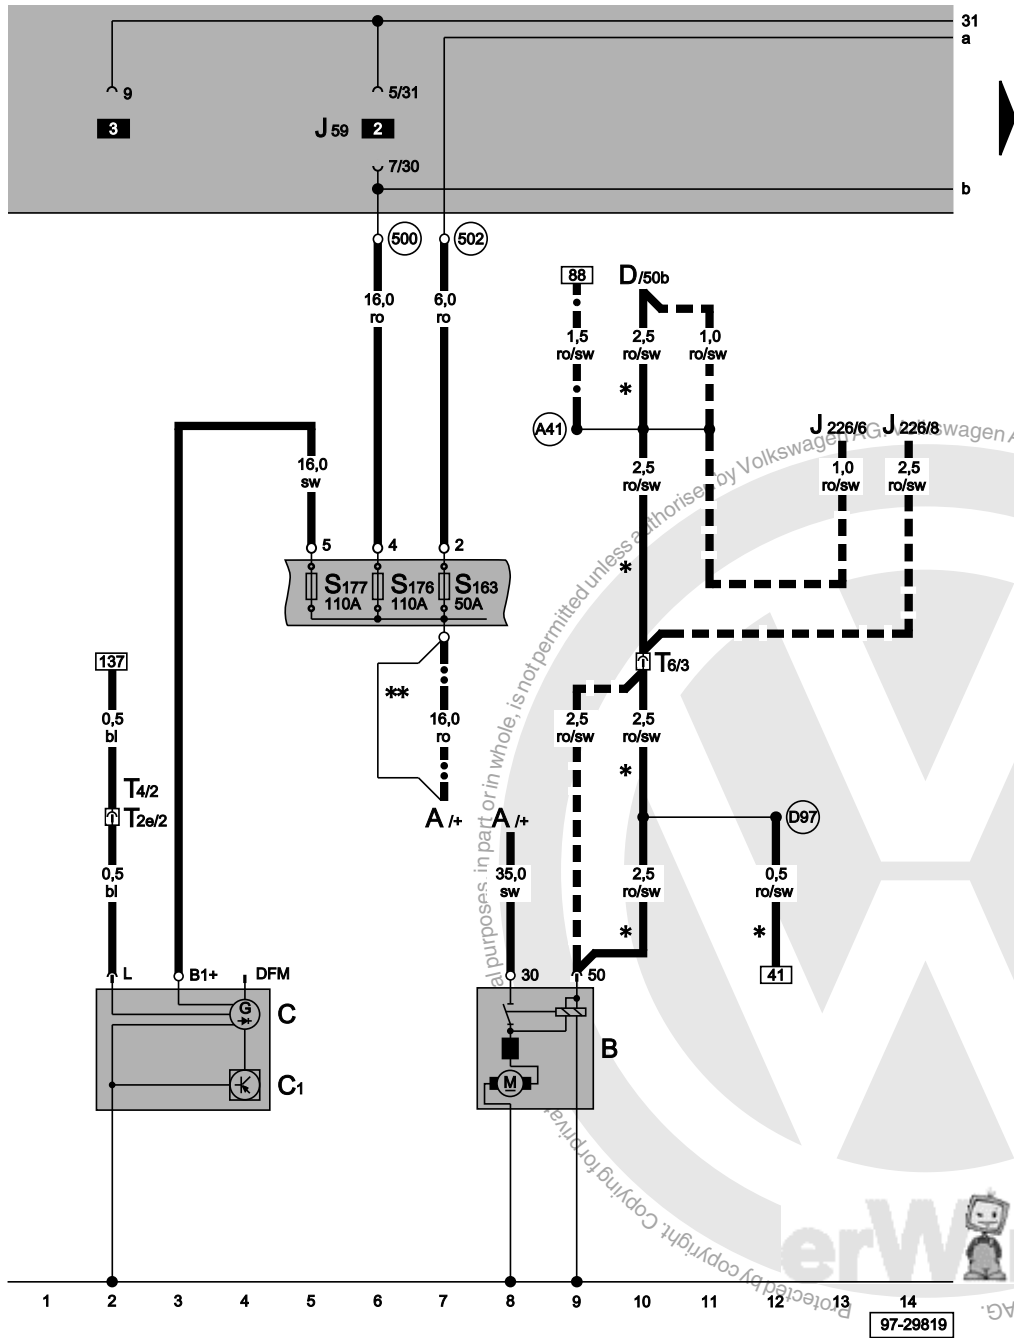 31
a
9
5/31
3
J 59
2
7/30
b
500
502
88
D/50b
16,0
ro
6,0
ro
1,5
ro/sw
2,5
ro/sw
1,0
ro/sw
*
A41
J 226/6
J 226/8
16,0
sw
2,5
ro/sw
1,0
ro/sw
2,5
ro/sw
5
4
2
S177
110A
S176
110A
S163
50A
*
137
T6/3
**
0,5
bl
16,0
ro
2,5
ro/sw
2,5
ro/sw
*
T4/2
T2e/2
A /+
A /+
D97
0,5
bl
35,0
sw
2,5
ro/sw
0,5
ro/sw
*
*
L
B1+
DFM
30
50
41
G
C
B
C1
M
1
2
3
4
5
6
7
8
9
10
11
12
13
14
97-29819
Protected by copyright. Copying for private
al purposes, in part or in whole, is not permitted unless authorised by Volkswagen AG.
AG.
erW